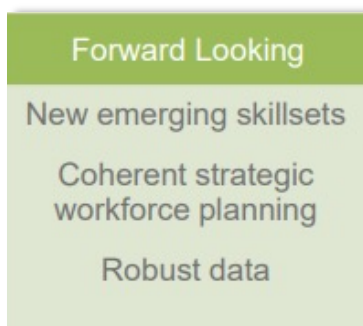 Forward Looking
New emerging skillsets
Coherent strategic
workforce planning
Robust data